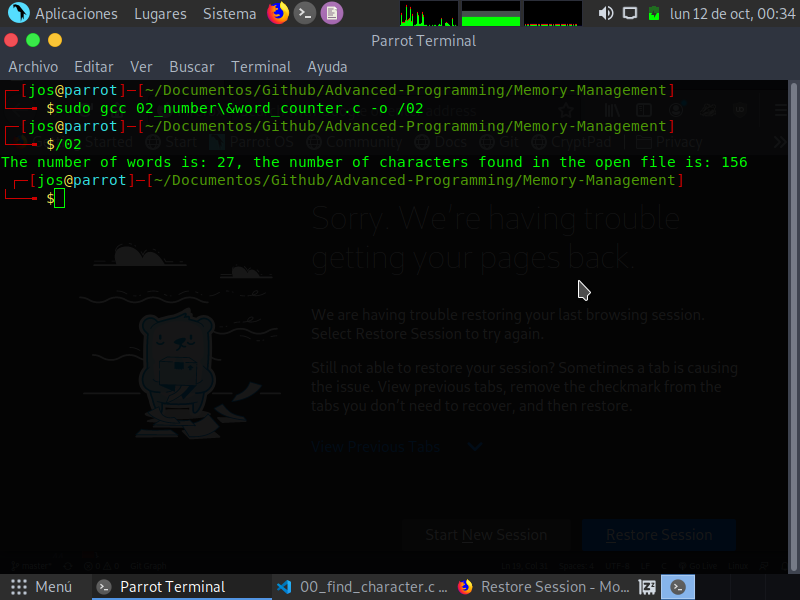 Aplicaciones Lugares Sistema lun 12 de oct, 00:34
Parrot Terminal
Archivo Editar Ver Buscar Terminal Ayuda
[jos@parrot]─[~/Documentos/Github/Advanced-Programming/Memory-Management]
$sudo gcc 02_number\&word_counter.c -o /02
[jos@parrot]─[~/Documentos/Github/Advanced-Programming/Memory-Management]
$/02
The number of words is: 27, the number of characters found in the open file is: 156
[jos@parrot]─[~/Documentos/Github/Advanced-Programming/Memory-Management]
$
Sorry. We're having trouble
getting your pages back.
We are having trouble restoring your last browsing session.
Select Restore Session to try again.
Still not able to restore your session? Sometimes a tab is causing
the issue. View previous tabs, remove the checkmark from the
tabs you don't need to recover, and then restore.
View Previous Tabs
Start New Session Restore Session
Menú Parrot Terminal 00_find_character.c ... Restore Session - Mo...